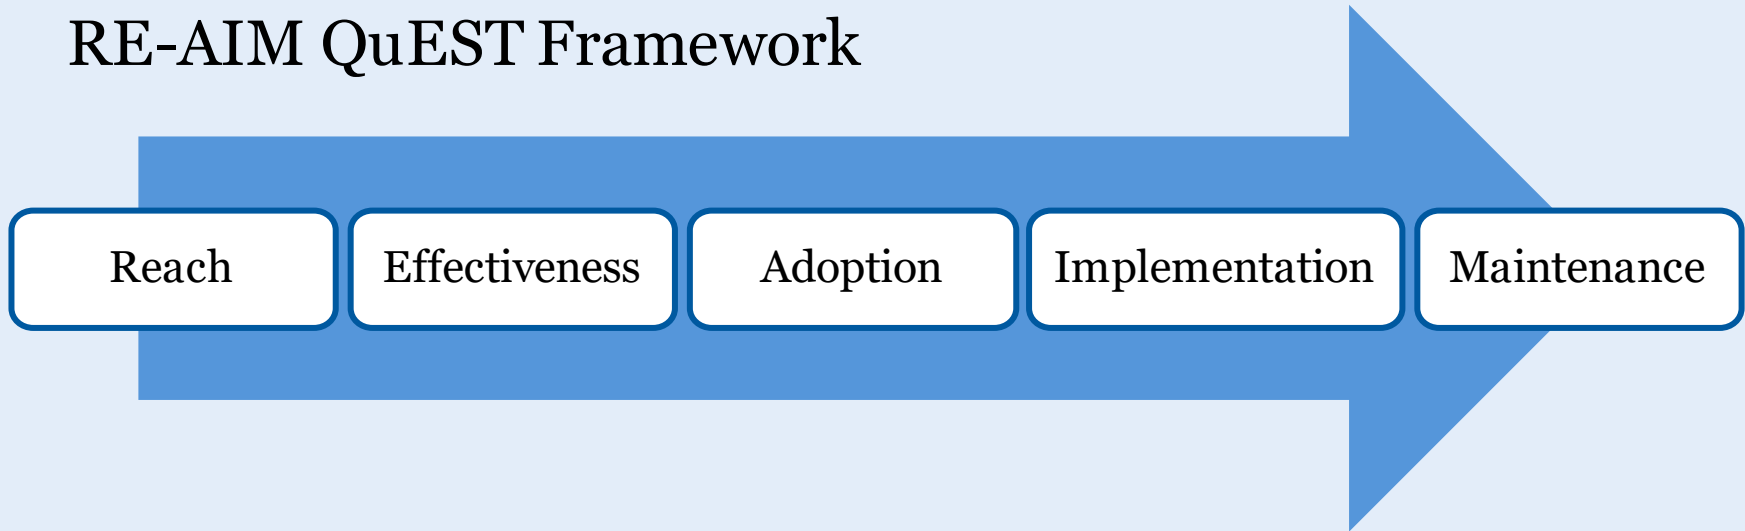 RE-AIM QuEST Framework
Reach
Effectiveness
Adoption
Implementation
Maintenance